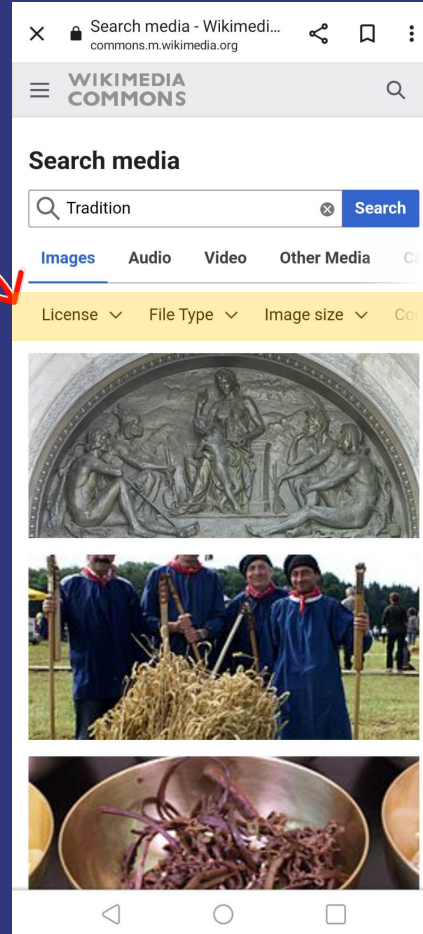 Search media - Wikimedi...
commons.m.wikimedia.org
WIKIMEDIA
COMMONS
Search media
Tradition
Search
Images Audio Video Other Media
License File Type Image size